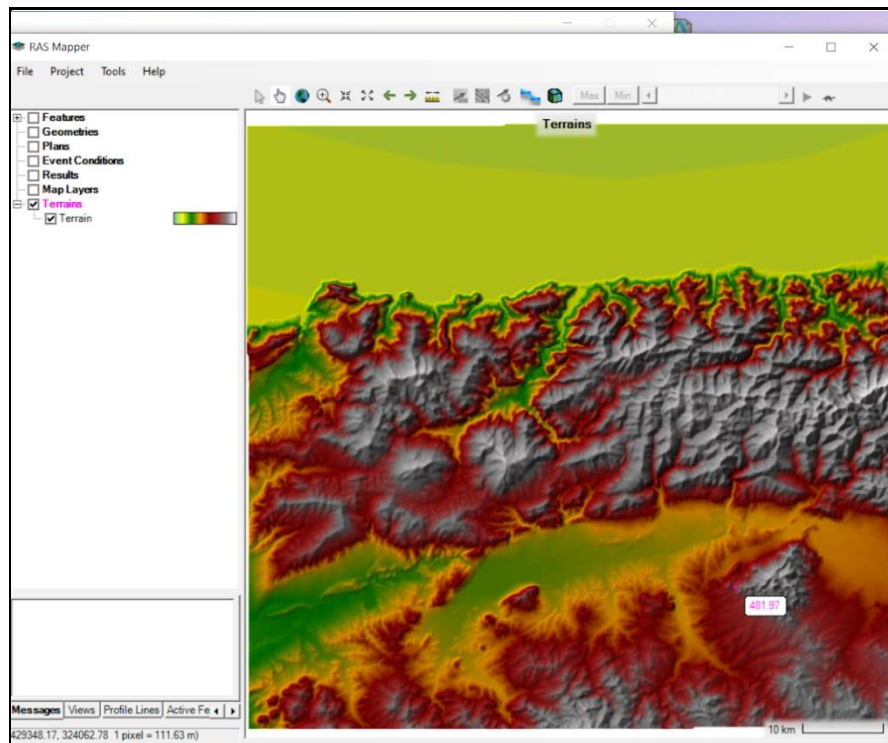 RAS Mapper
File Project Tools Help
Max Min
Features
Geometries
Plans
Event Conditions
Results
Map Layers
Terrains
Terrain
Terrains
481.97
10 km
Messages Views Profile Lines Active Fe
429348.17, 324062.78 1 pixel = 111.63 m)